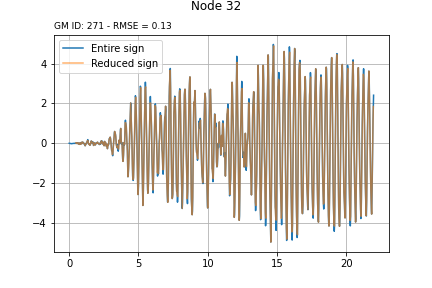 Node 32
GM ID: 271 - RMSE = 0.13
Entire sign
Reduced sign
4
2
0
−2
−4
0
5
10
15
20